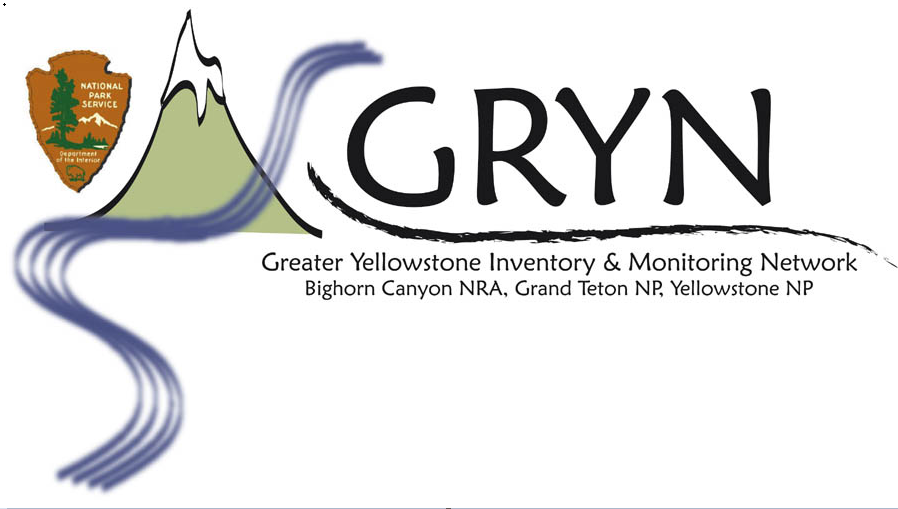 NATIONAL
PARK
SERVICE
Department
of the Interior
GRYN
Greater Yellowstone Inventory & Monitoring Network
Bighorn Canyon NRA, Grand Teton NP, Yellowstone NP